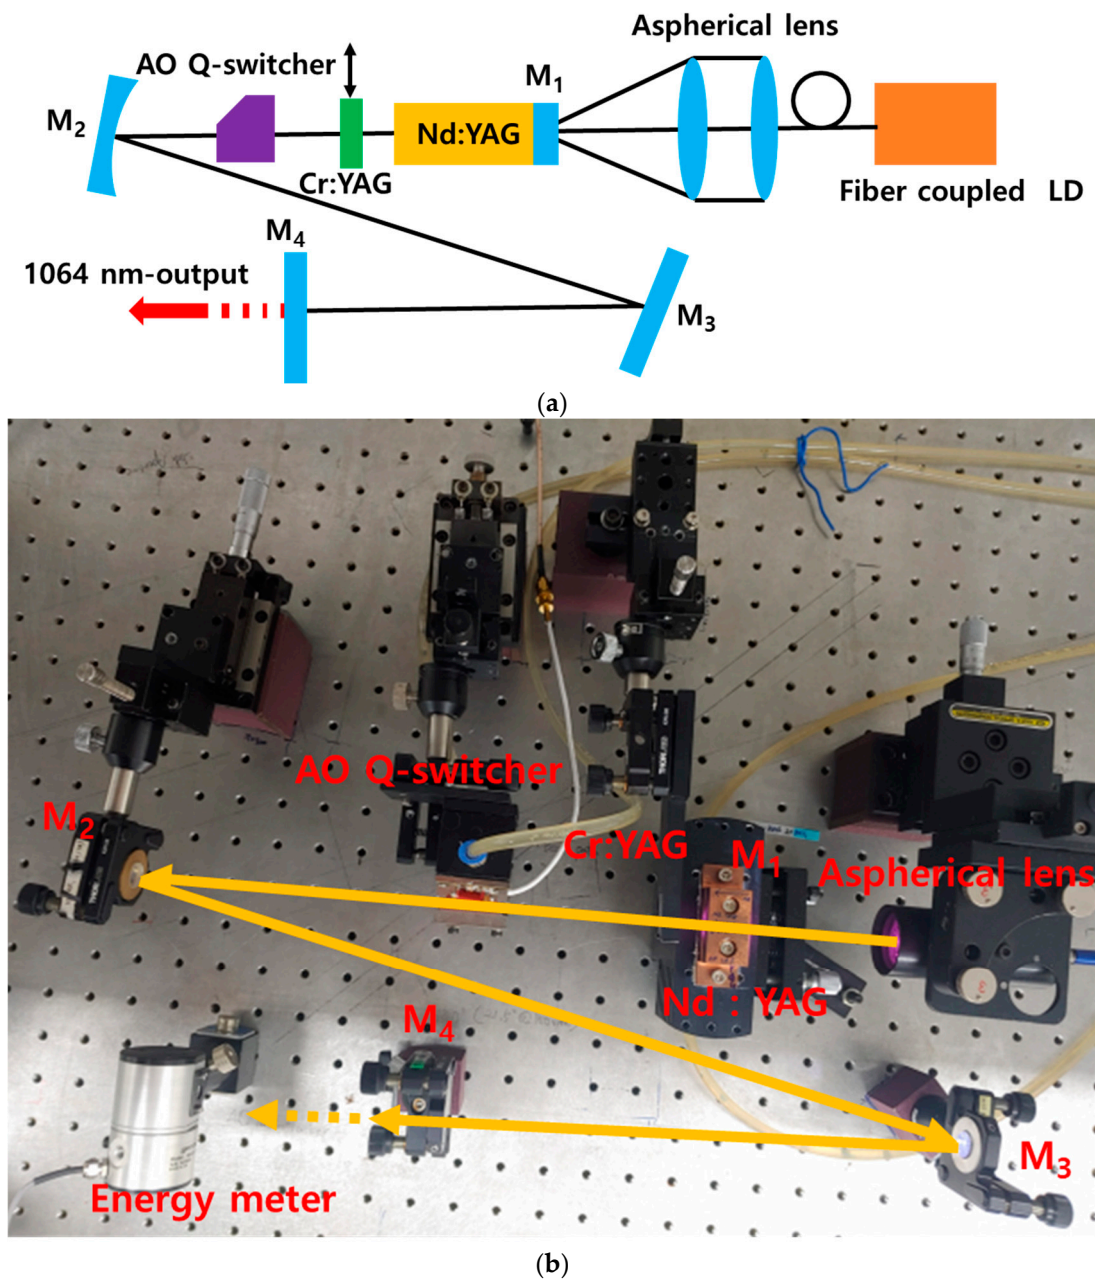 Aspherical lens
AO Q-switcher
M1
M2
Nd:YAG
Cr:YAG
Fiber coupled LD
M4
1064 nm-output
M3
(a)
AO Q-switcher
M2
Cr:YAG
M1
Aspherical lens
THORLABS
Nd : YAG
M4
M3
Energy meter
(b)